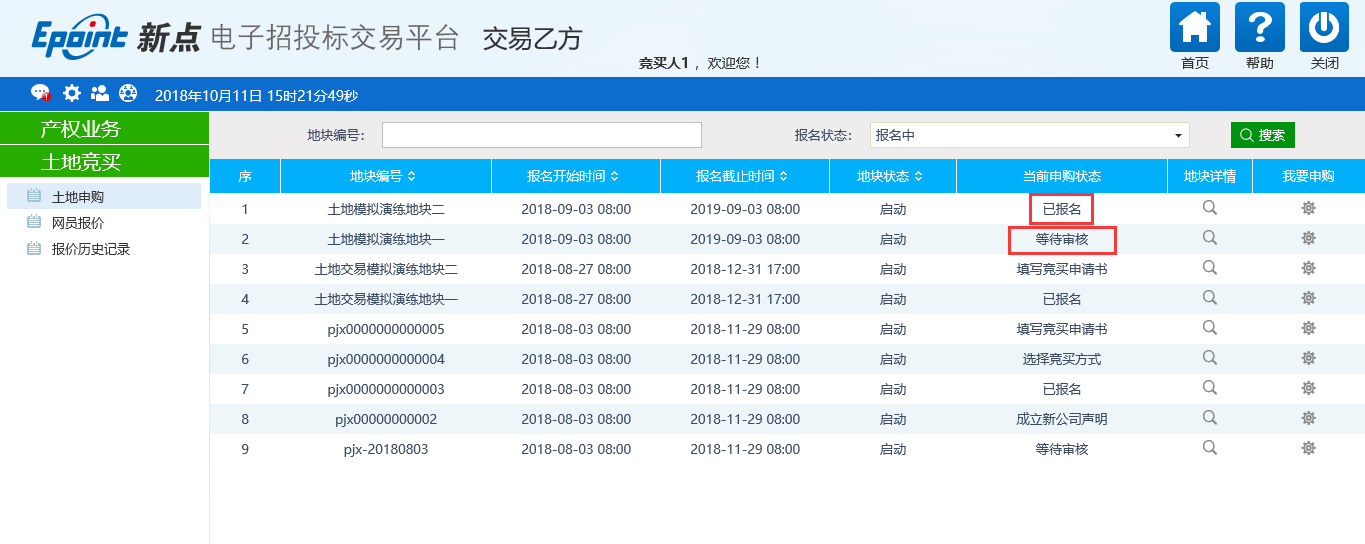 Epoint 新点 电子招投标交易平台 交易乙方
竞买人1 ，欢迎您！
首页 帮助 关闭
2018年10月11日 15时21分49秒
产权业务
土地竞买
土地申购
网员报价
报价历史记录
地块编号： 报名状态： 报名中 搜索
序 地块编号 报名开始时间 报名截止时间 地块状态 当前申购状态 地块详情 我要申购
1 土地模拟演练地块二 2018-09-03 08:00 2019-09-03 08:00 启动 已报名
2 土地模拟演练地块一 2018-09-03 08:00 2019-09-03 08:00 启动 等待审核
3 土地交易模拟演练地块二 2018-08-27 08:00 2018-12-31 17:00 启动 填写竞买申请书
4 土地交易模拟演练地块一 2018-08-27 08:00 2018-12-31 17:00 启动 已报名
5 pjx0000000000005 2018-08-03 08:00 2018-11-29 08:00 启动 填写竞买申请书
6 pjx0000000000004 2018-08-03 08:00 2018-11-29 08:00 启动 选择竞买方式
7 pjx0000000000003 2018-08-03 08:00 2018-11-29 08:00 启动 已报名
8 pjx00000000002 2018-08-03 08:00 2018-11-29 08:00 启动 成立新公司声明
9 pjx-20180803 2018-08-03 08:00 2018-11-29 08:00 启动 等待审核